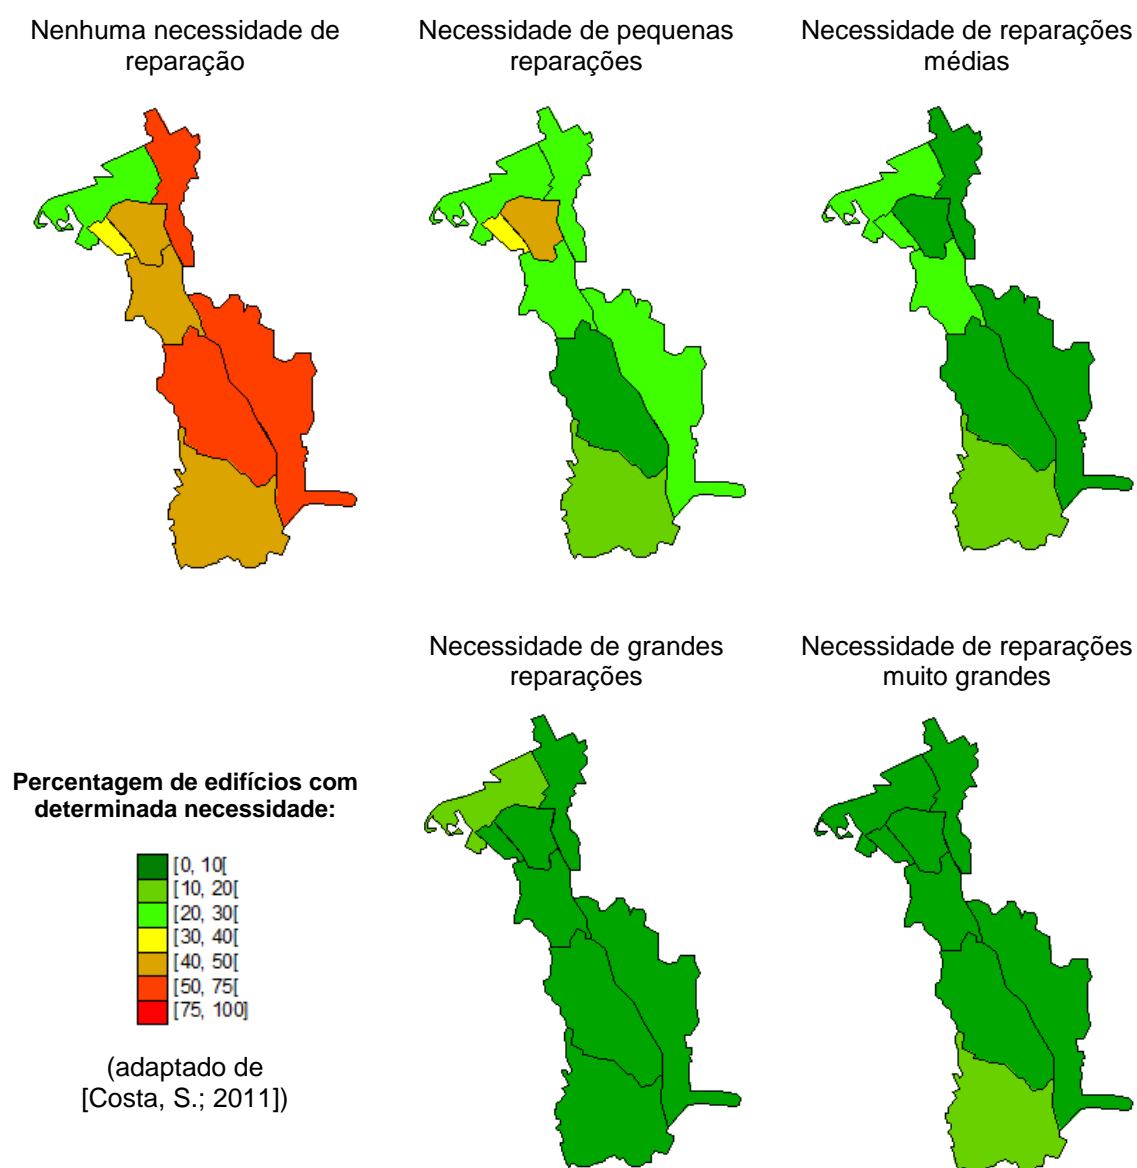 Nenhuma necessidade de
reparação
Necessidade de pequenas
reparações
Necessidade de reparações
médias
Necessidade de grandes
reparações
Necessidade de reparações
muito grandes
Percentagem de edifícios com
determinada necessidade:
[0, 10[
[10, 20[
[20, 30[
[30, 40[
[40, 50[
[50, 75[
[75, 100]
(adaptado de
[Costa, S.; 2011])